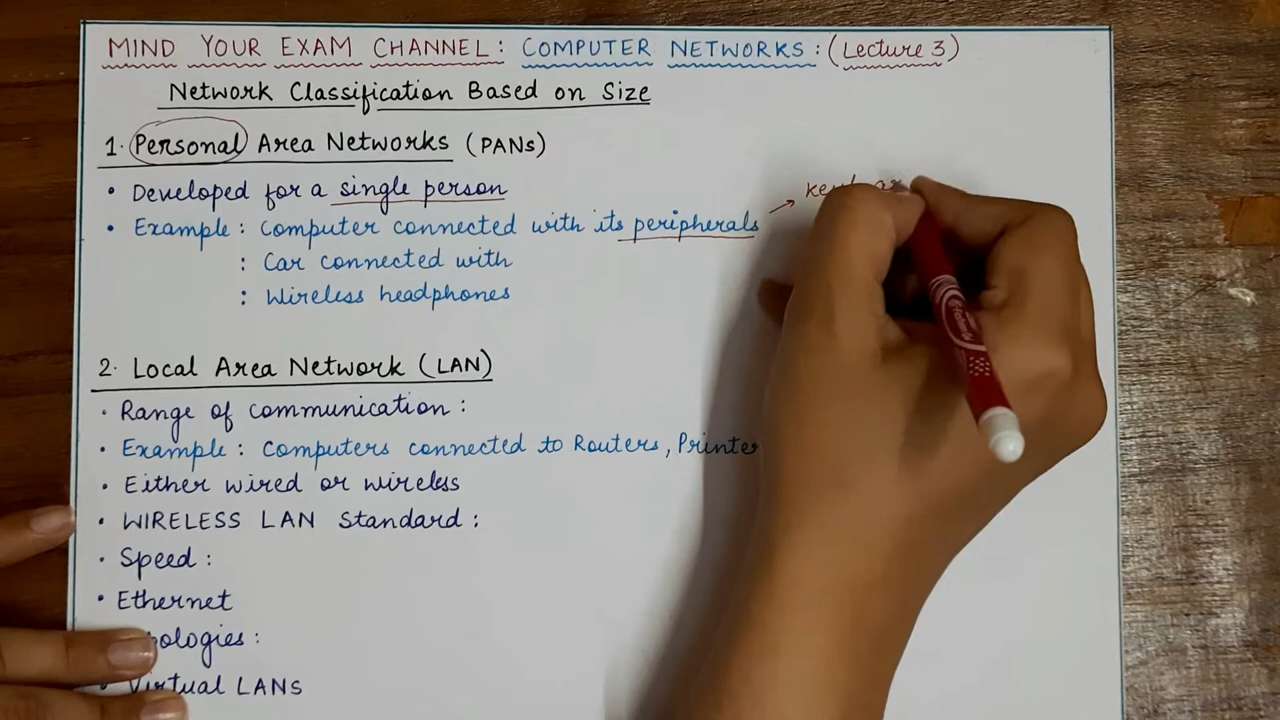 MIND YOUR EXAM CHANNEL: COMPUTER NETWORKS: (Lecture 3)
Network Classification Based on Size
1. Personal Area Networks (PANs)
• Developed for a single person
• Example: Computer connected with its peripherals →
: Car connected with
: Wireless headphones
2. Local Area Network (LAN)
• Range of communication:
• Example: Computers connected to Routers, Printer
• Either wired or wireless
• WIRELESS LAN Standard:
• Speed:
• Ethernet
• Virtual LANs